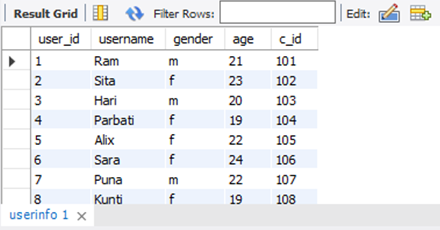 Result Grid Filter Rows: Edit:
user_id username gender age c_id
1 Ram m 21 101
2 Sita f 23 102
3 Hari m 20 103
4 Parbati f 19 104
5 Alix f 22 105
6 Sara f 24 106
7 Puna m 22 107
8 Kunti f 19 108
userinfo 1